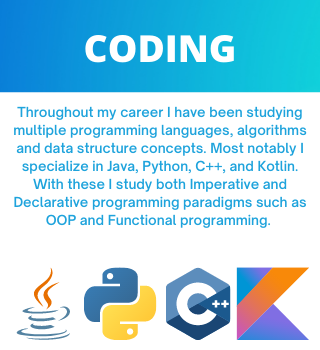 CODING
Throughout my career I have been studying
multiple programming languages, algorithms
and data structure concepts. Most notably I
specialize in Java, Python, C++, and Kotlin.
With these I study both Imperative and
Declarative programming paradigms such as
OOP and Functional programming.
C++